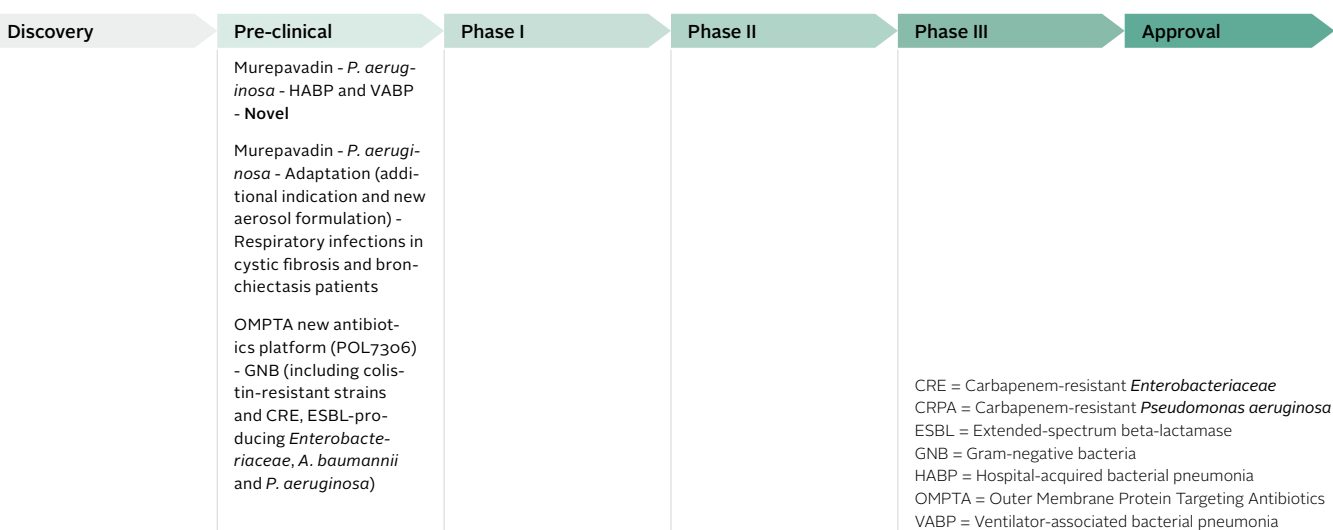 Discovery
Pre-clinical
Phase I
Phase II
Phase III
Approval
Murepavadin - P. aerug-
inosa - HABP and VABP
- Novel
Murepavadin - P. aerugi-
nosa - Adaptation (addi-
tional indication and new
aerosol formulation) -
Respiratory infections in
cystic fibrosis and bron-
chiectasis patients
OMPTA new antibiot-
ics platform (POL7306)
- GNB (including colis-
tin-resistant strains
and CRE, ESBL-pro-
ducing Enterobacte-
riaceae, A. baumannii
and P. aeruginosa)
CRE = Carbapenem-resistant Enterobacteriaceae
CRPA = Carbapenem-resistant Pseudomonas aeruginosa
ESBL = Extended-spectrum beta-lactamase
GNB = Gram-negative bacteria
HABP = Hospital-acquired bacterial pneumonia
OMPTA = Outer Membrane Protein Targeting Antibiotics
VABP = Ventilator-associated bacterial pneumonia